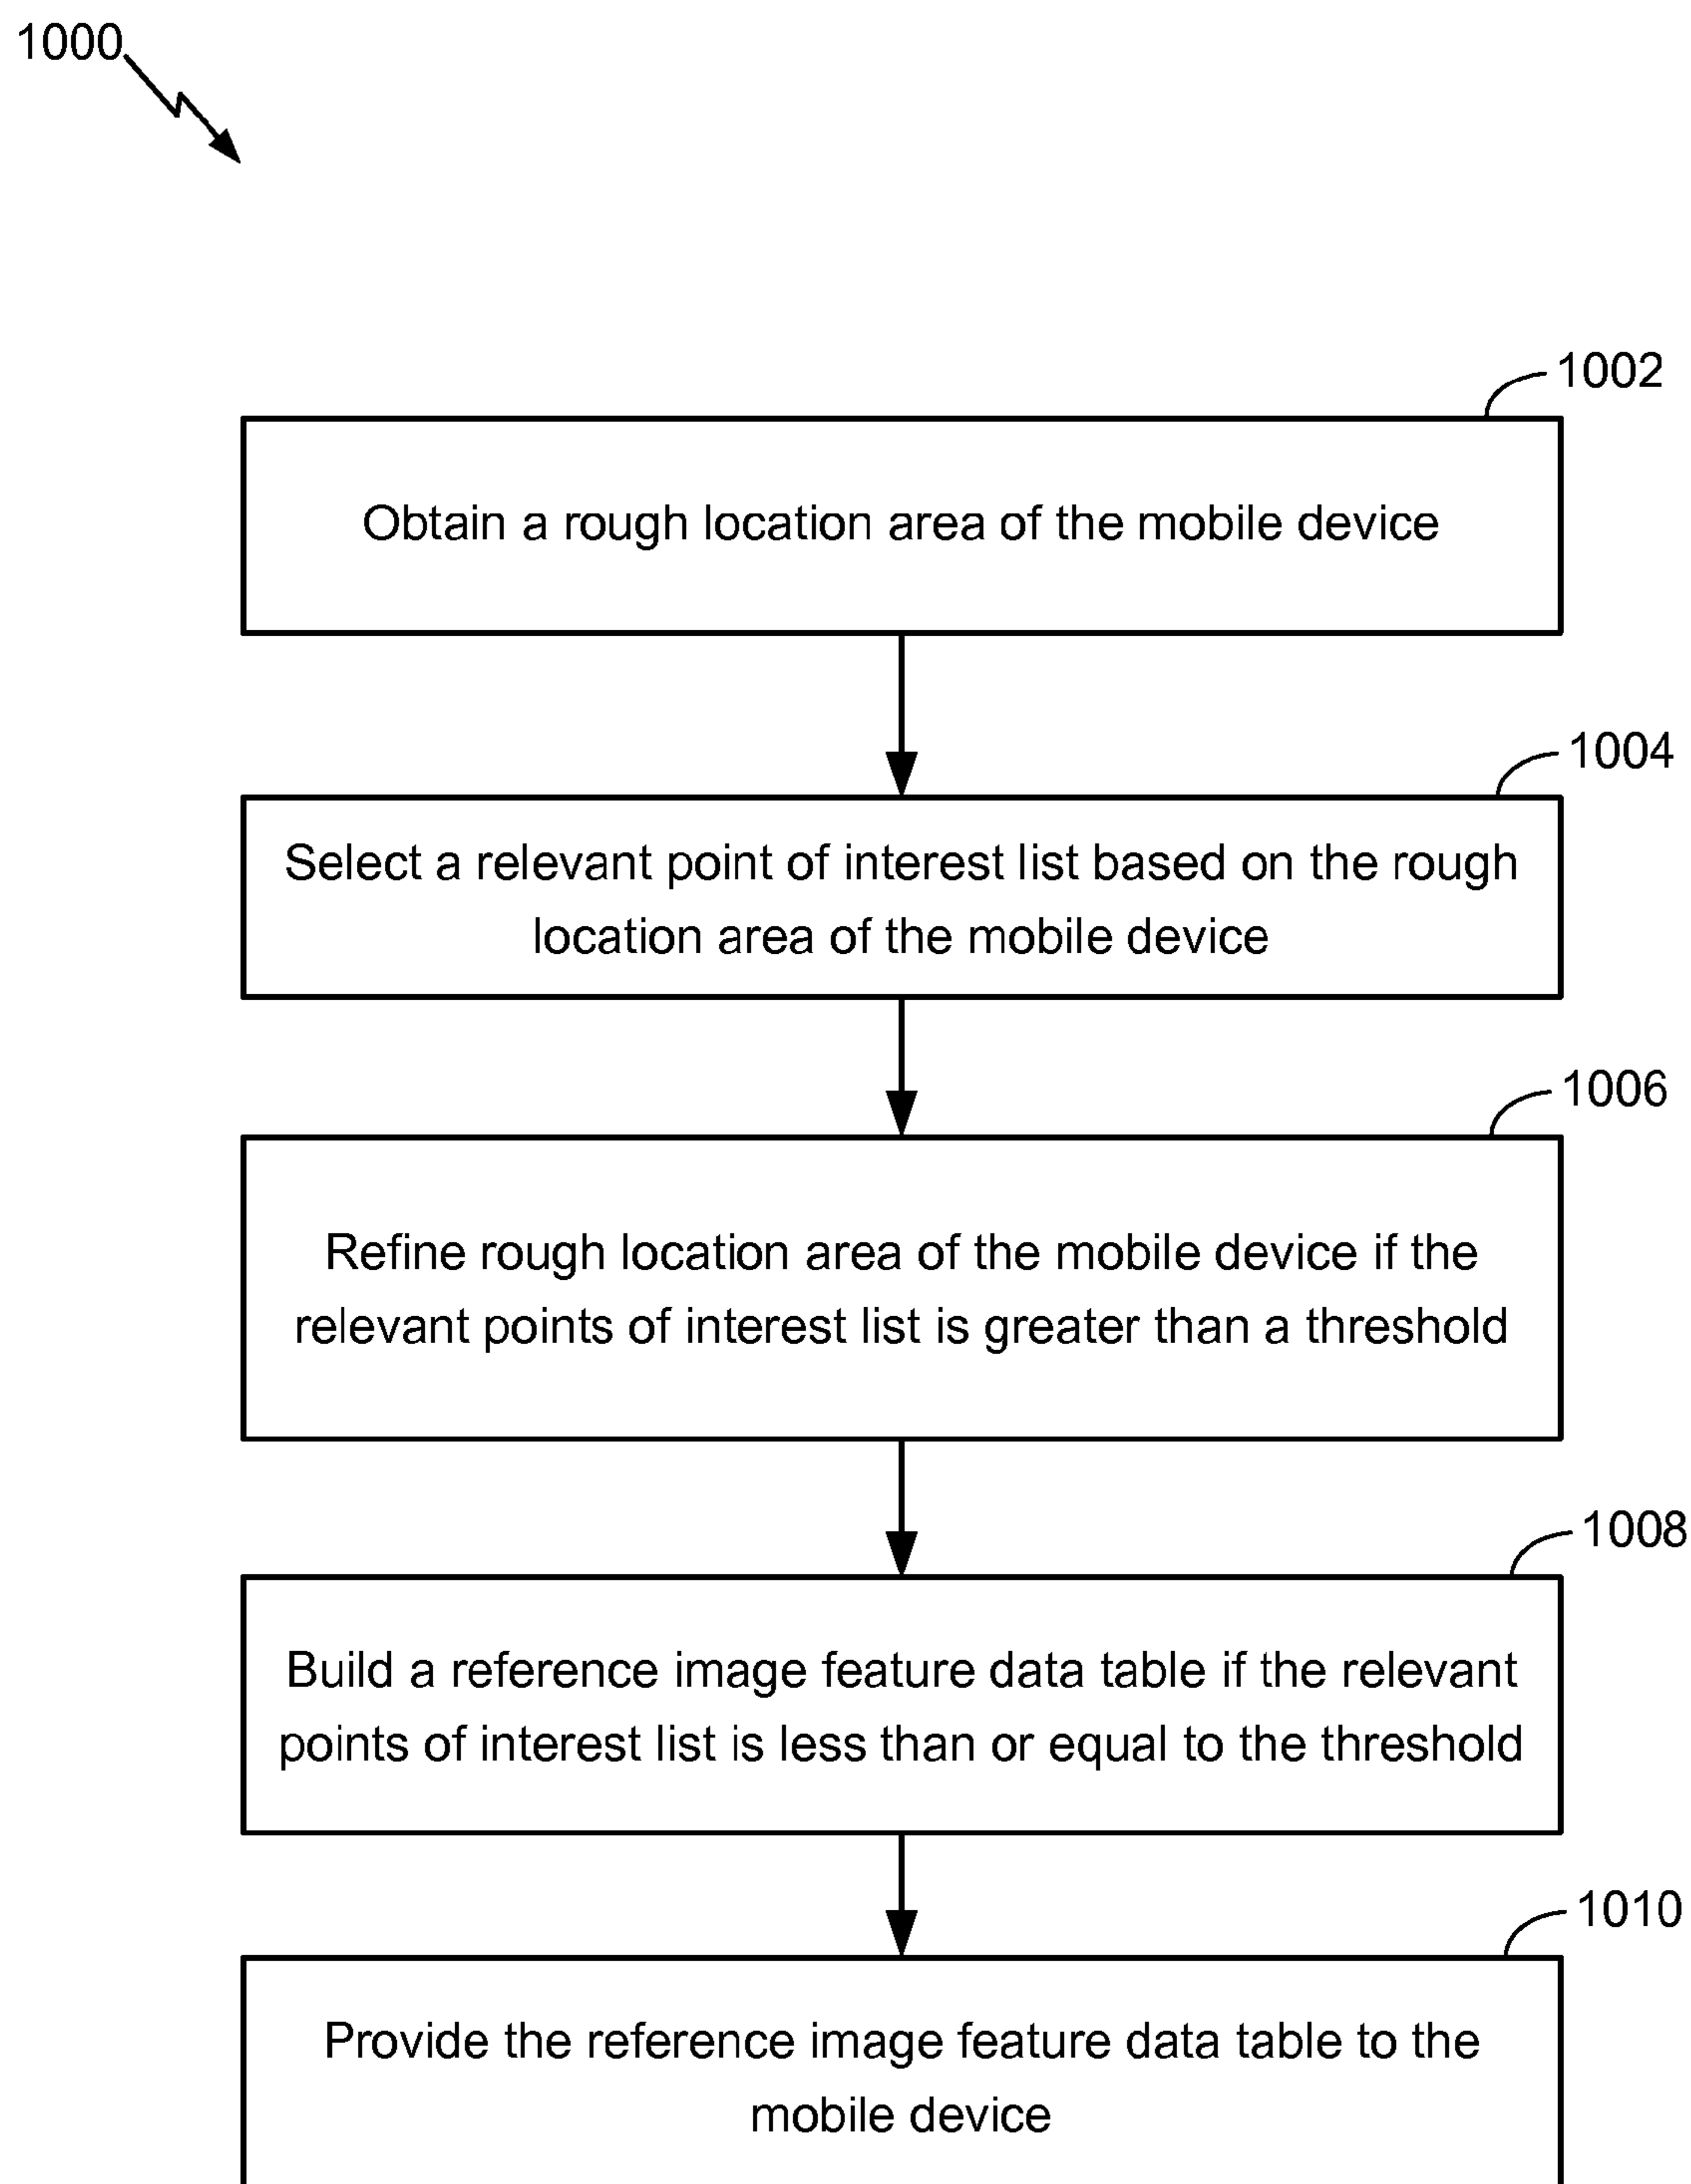 1000
1002
Obtain a rough location area of the mobile device
1004
Select a relevant point of interest list based on the rough
location area of the mobile device
1006
Refine rough location area of the mobile device if the
relevant points of interest list is greater than a threshold
1008
Build a reference image feature data table if the relevant
points of interest list is less than or equal to the threshold
1010
Provide the reference image feature data table to the
mobile device